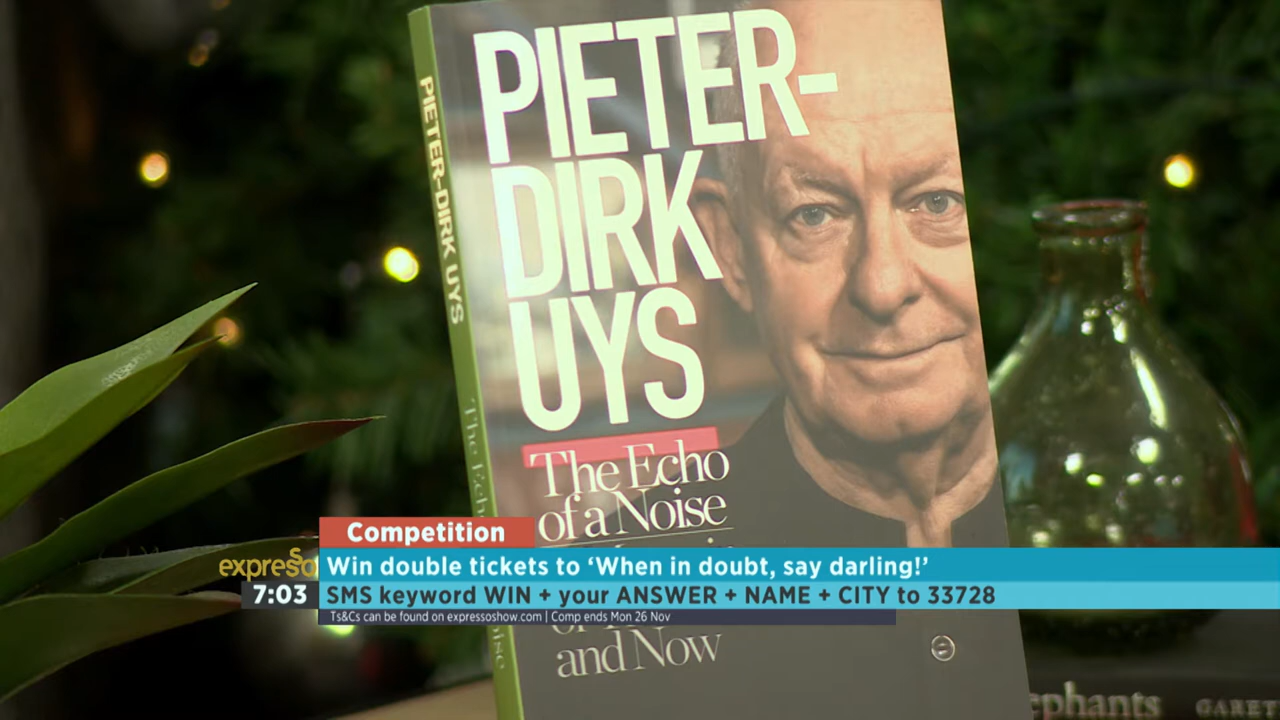 PIETER-
DIRK
UYS
The Echo
of a Noise
and Now
PIETER-DIRK UYS
The Echo
Competition
expresso
Win double tickets to ‘When in doubt, say darling!’
7:03
SMS keyword WIN + your ANSWER + NAME + CITY to 33728
Ts&Cs can be found on expressoshow.com | Comp ends Mon 26 Nov
ephants
GARET